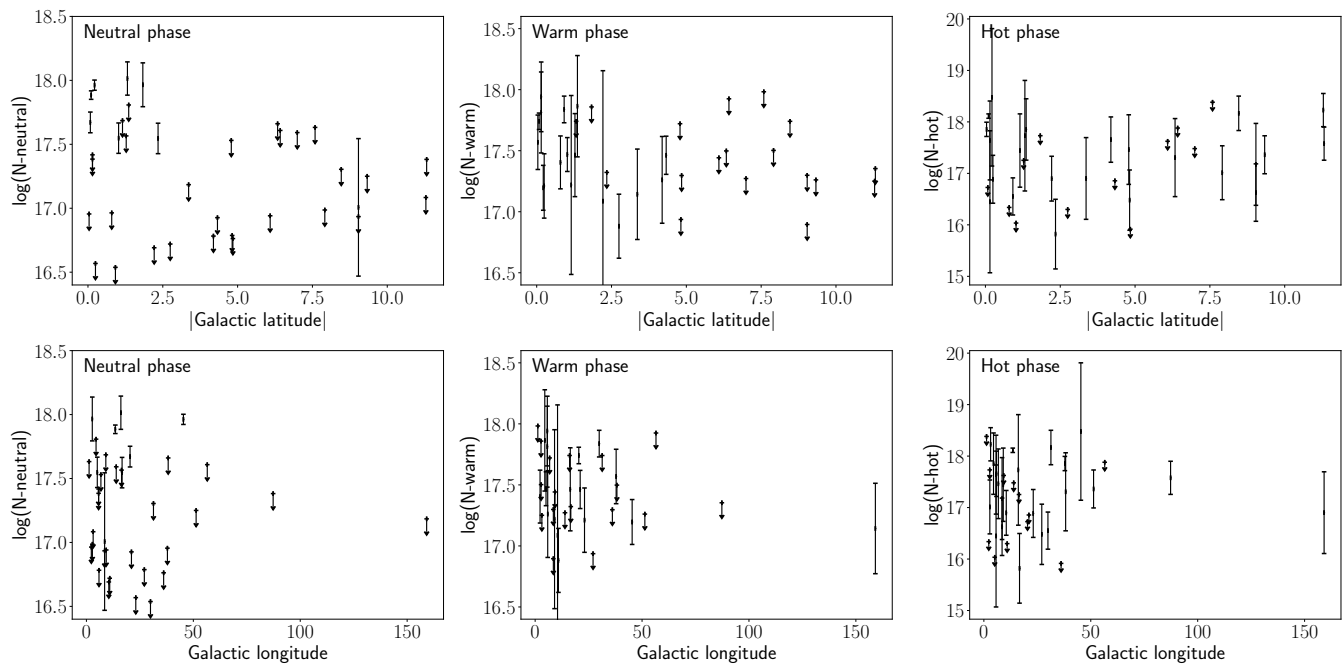 18.5
18.0
17.5
17.0
16.5
log(N-neutral)
Neutral phase
0.0 2.5 5.0 7.5 10.0
|Galactic latitude|
18.5
18.0
17.5
17.0
16.5
log(N-warm)
Warm phase
0.0 2.5 5.0 7.5 10.0
|Galactic latitude|
20
19
18
17
16
15
log(N-hot)
Hot phase
0.0 2.5 5.0 7.5 10.0
|Galactic latitude|
18.5
18.0
17.5
17.0
16.5
log(N-neutral)
Neutral phase
0 50 100 150
Galactic longitude
18.5
18.0
17.5
17.0
16.5
log(N-warm)
Warm phase
0 50 100 150
Galactic longitude
20
19
18
17
16
15
log(N-hot)
Hot phase
0 50 100 150
Galactic longitude